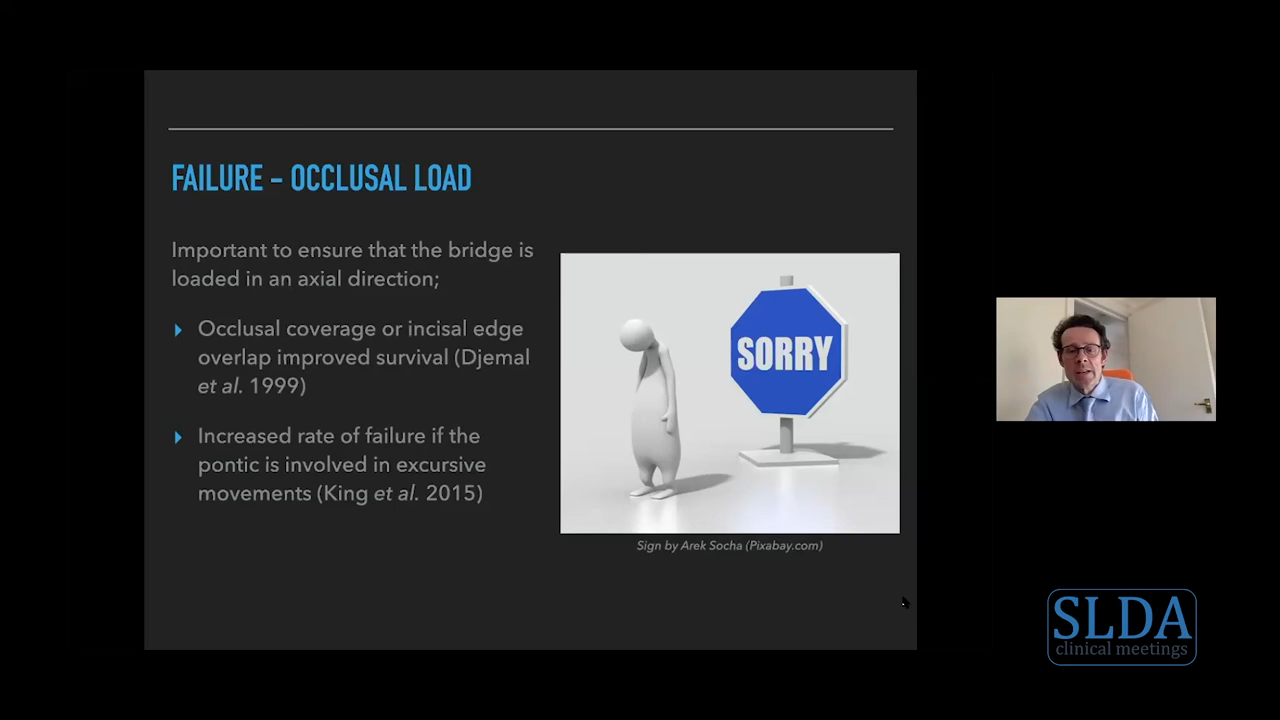 FAILURE - OCCLUSAL LOAD
Important to ensure that the bridge is
loaded in an axial direction;
Occlusal coverage or incisal edge
overlap improved survival (Djemal
et al. 1999)
Increased rate of failure if the
pontic is involved in excursive
movements (King et al. 2015)
SORRY
Sign by Arek Socha (Pixabay.com)
SLDA
clinical meetings